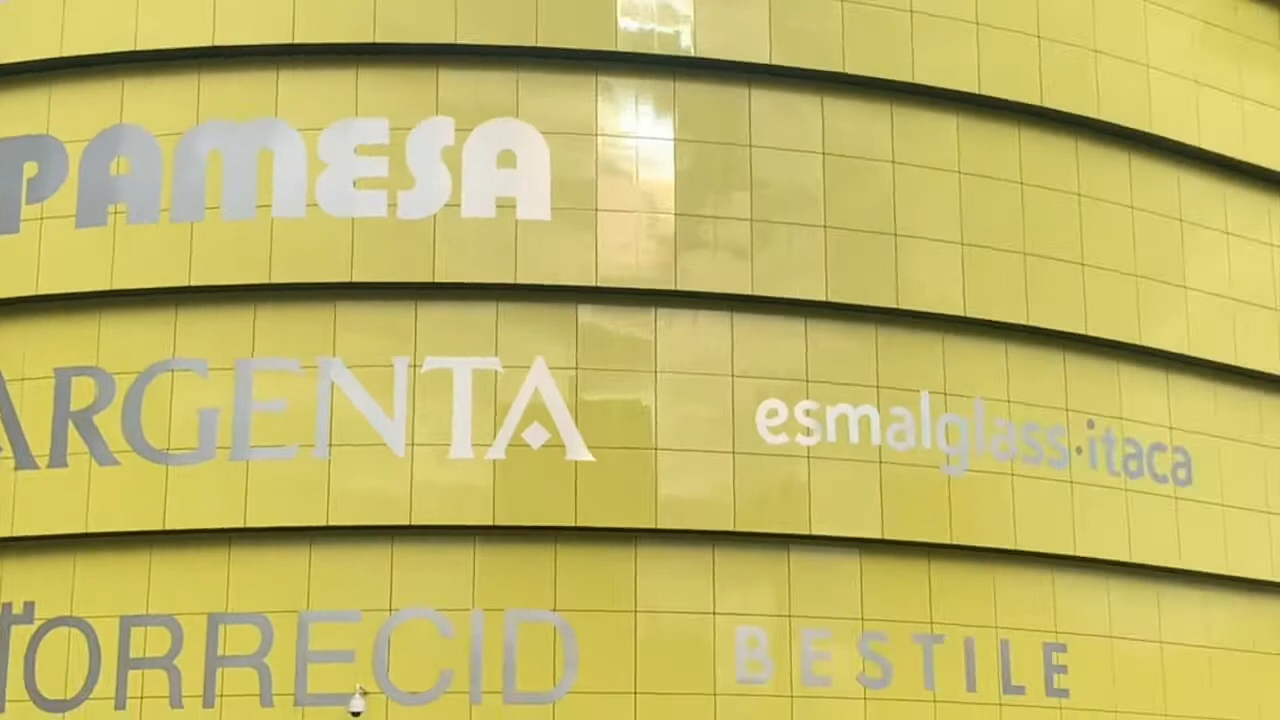 PAMESA
ARGENTA
esmalglass·itaca
TORRECID
BESTILE